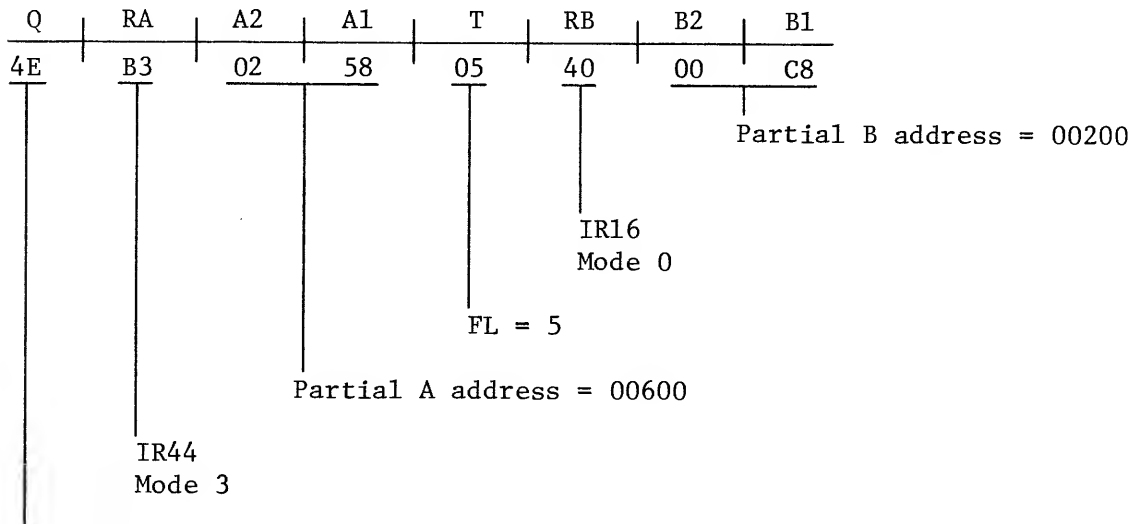 Q RA A2 A1 T RB B2 B1
4E B3 02 58 05 40 00 C8
Partial B address = 00200
IR16
Mode 0
FL = 5
Partial A address = 00600
IR44
Mode 3